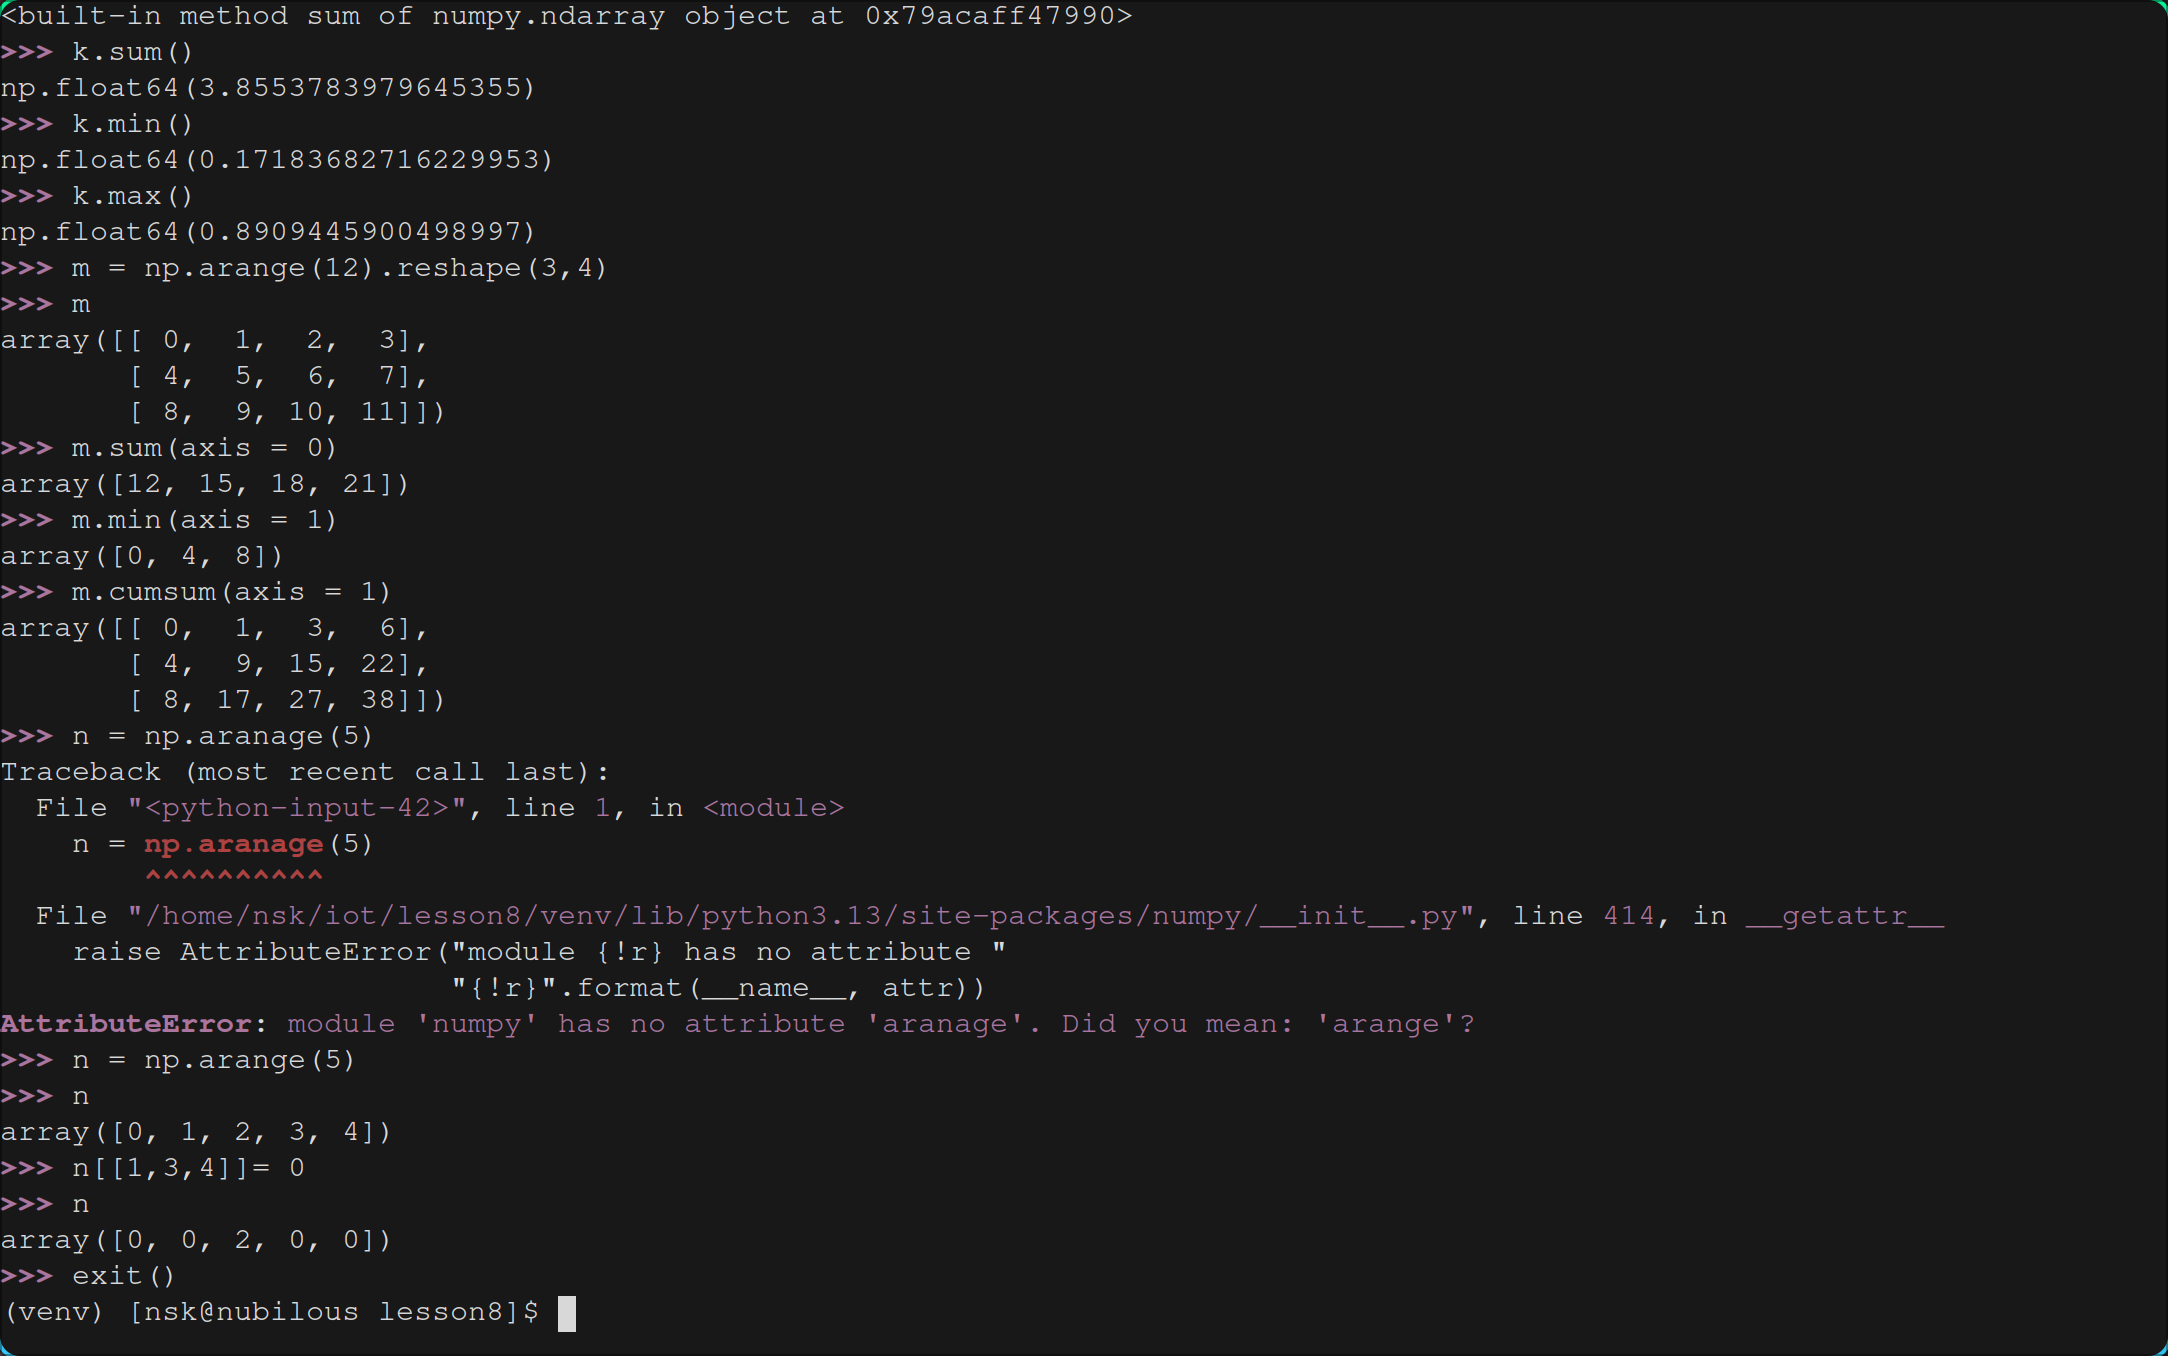 <built-in method sum of numpy.ndarray object at 0x79acaff47990>
>>> k.sum()
np.float64(3.8553783979645355)
>>> k.min()
np.float64(0.17183682716229953)
>>> k.max()
np.float64(0.8909445900498997)
>>> m = np.arange(12).reshape(3,4)
>>> m
array([[ 0,  1,  2,  3],
       [ 4,  5,  6,  7],
       [ 8,  9, 10, 11]])
>>> m.sum(axis = 0)
array([12, 15, 18, 21])
>>> m.min(axis = 1)
array([0, 4, 8])
>>> m.cumsum(axis = 1)
array([[ 0,  1,  3,  6],
       [ 4,  9, 15, 22],
       [ 8, 17, 27, 38]])
>>> n = np.aranage(5)
Traceback (most recent call last):
  File "<python-input-42>", line 1, in <module>
    n = np.aranage(5)
        ^^^^^^^^^^
  File "/home/nsk/iot/lesson8/venv/lib/python3.13/site-packages/numpy/__init__.py", line 414, in __getattr__
    raise AttributeError("module {!r} has no attribute "
                         "{!r}".format(__name__, attr))
AttributeError: module 'numpy' has no attribute 'aranage'. Did you mean: 'arange'?
>>> n = np.arange(5)
>>> n
array([0, 1, 2, 3, 4])
>>> n[[1,3,4]]= 0
>>> n
array([0, 0, 2, 0, 0])
>>> exit()
(venv) [nsk@nubilous lesson8]$